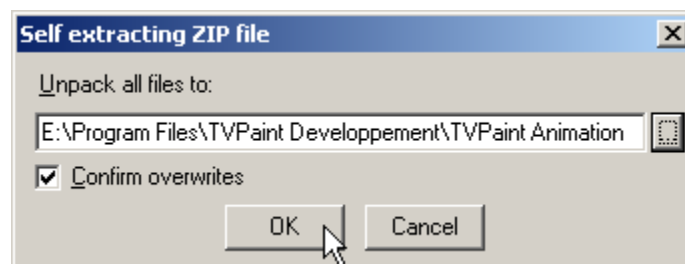 Self extracting ZIP file
Unpack all files to:
E:\Program Files\TVPaint Developpement\TVPaint Animation
Confirm overwrites
OK Cancel